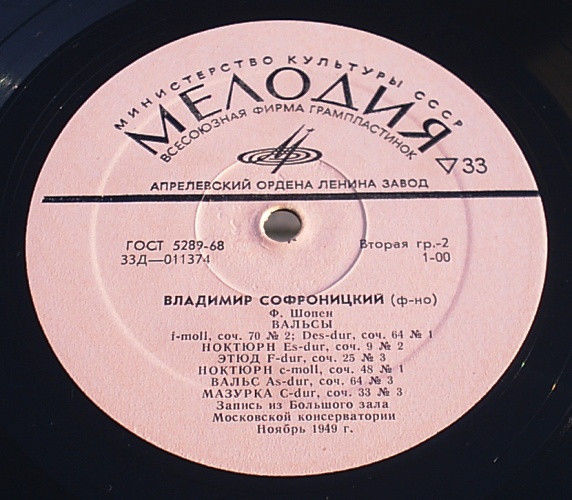 МИНИСТЕРСТВО КУЛЬТУРЫ СССР
МЕЛОДИЯ
ВСЕСОЮЗНАЯ ФИРМА ГРАМПЛАСТИНОК
33
АПРЕЛЕВСКИЙ ОРДЕНА ЛЕНИНА ЗАВОД
ГОСТ 5289-68
Вторая гр.-2
33Д—011374
1-00
ВЛАДИМИР СОФРОНИЦКИЙ (ф-но)
Ф. Шопен
ВАЛЬСЫ
f-moll, соч. 70 № 2; Des-dur, соч. 64 № 1
НОКТЮРН Es-dur, соч. 9 № 2
ЭТЮД F-dur, соч. 25 № 3
НОКТЮРН c-moll, соч. 48 № 1
ВАЛЬС As-dur, соч. 64 № 3
МАЗУРКА C-dur, соч. 33 № 3
Запись из Большого зала
Московской консерватории
Ноябрь 1949 г.